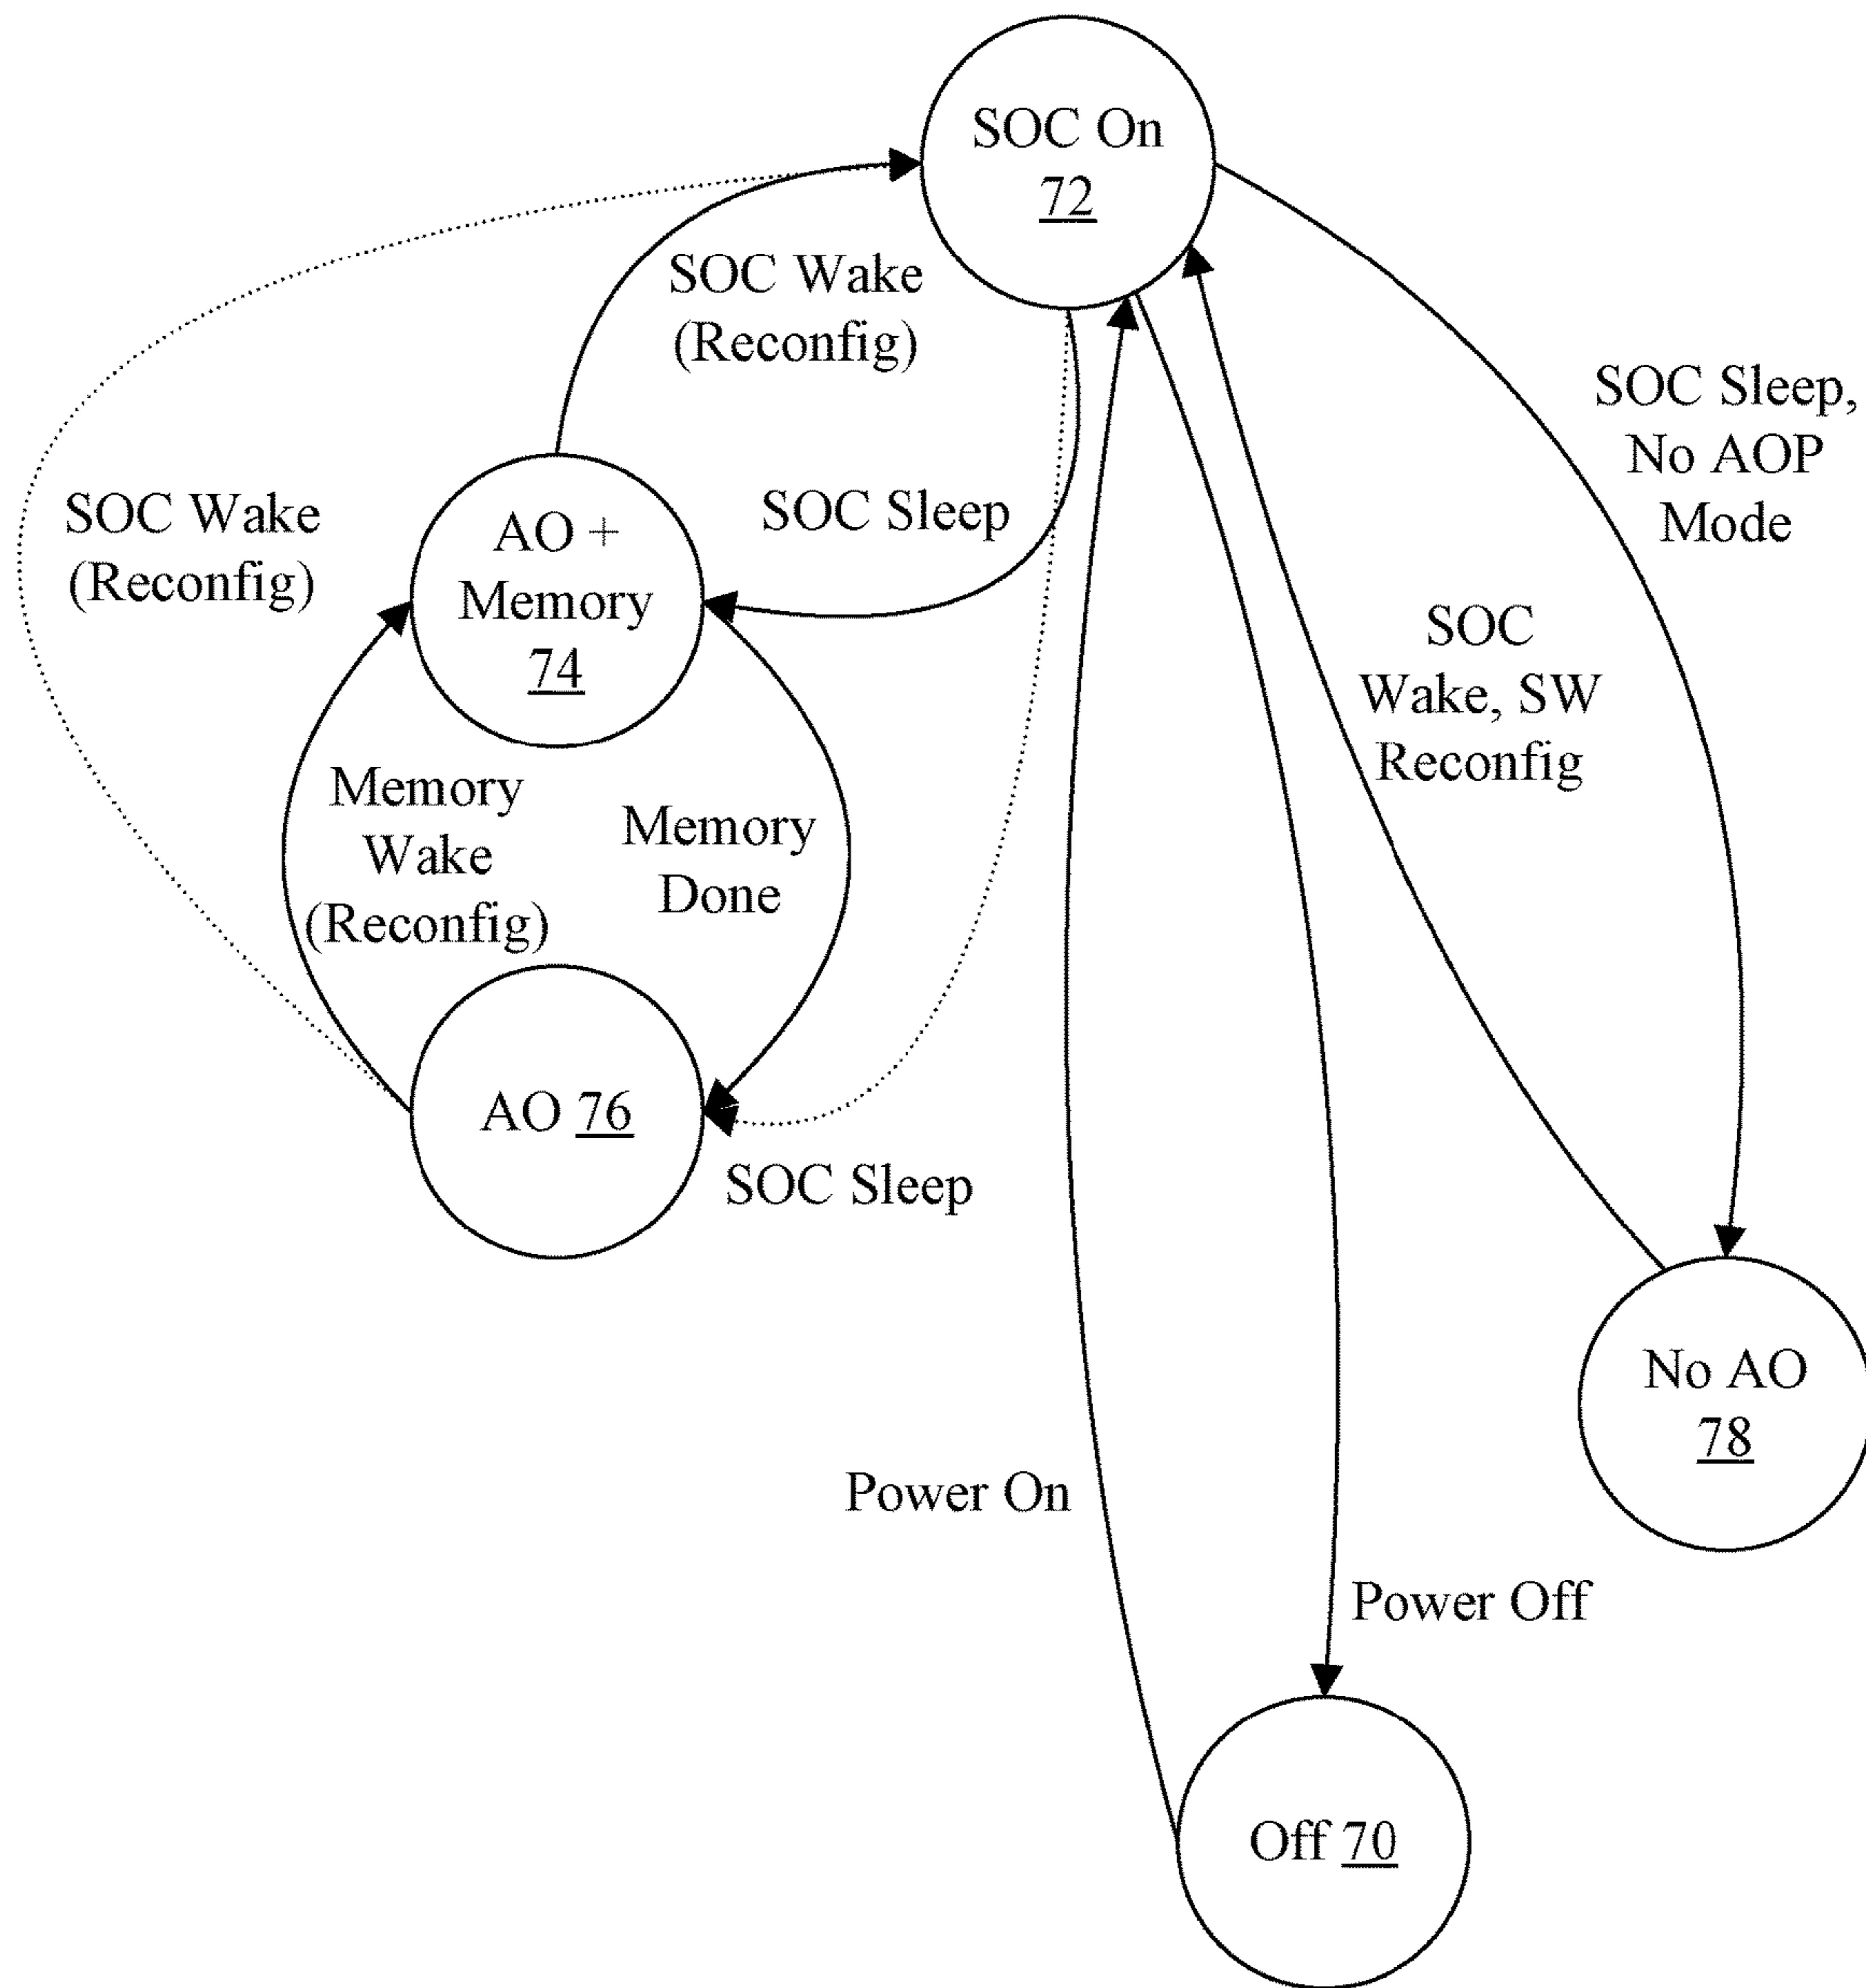 SOC On
72
SOC Wake
(Reconfig)
SOC Sleep,
No AOP
Mode
SOC Wake
(Reconfig)
AO +
Memory
74
SOC Sleep
SOC
Wake, SW
Reconfig
Memory
Wake
(Reconfig)
Memory
Done
AO 76
SOC Sleep
No AO
78
Power On
Power Off
Off 70